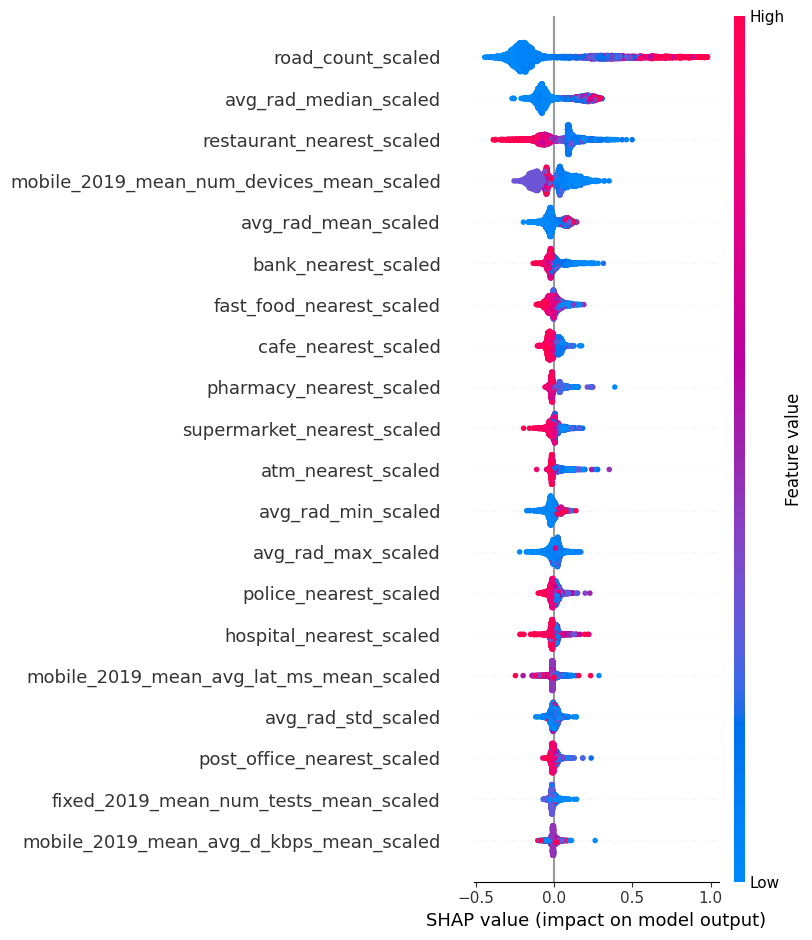 High
road_count_scaled
avg_rad_median_scaled
restaurant_nearest_scaled
mobile_2019_mean_num_devices_mean_scaled
avg_rad_mean_scaled
bank_nearest_scaled
fast_food_nearest_scaled
cafe_nearest_scaled
pharmacy_nearest_scaled
supermarket_nearest_scaled
atm_nearest_scaled
avg_rad_min_scaled
avg_rad_max_scaled
police_nearest_scaled
hospital_nearest_scaled
mobile_2019_mean_avg_lat_ms_mean_scaled
avg_rad_std_scaled
post_office_nearest_scaled
fixed_2019_mean_num_tests_mean_scaled
mobile_2019_mean_avg_d_kbps_mean_scaled
Feature value
Low
−0.5 0.0 0.5 1.0
SHAP value (impact on model output)